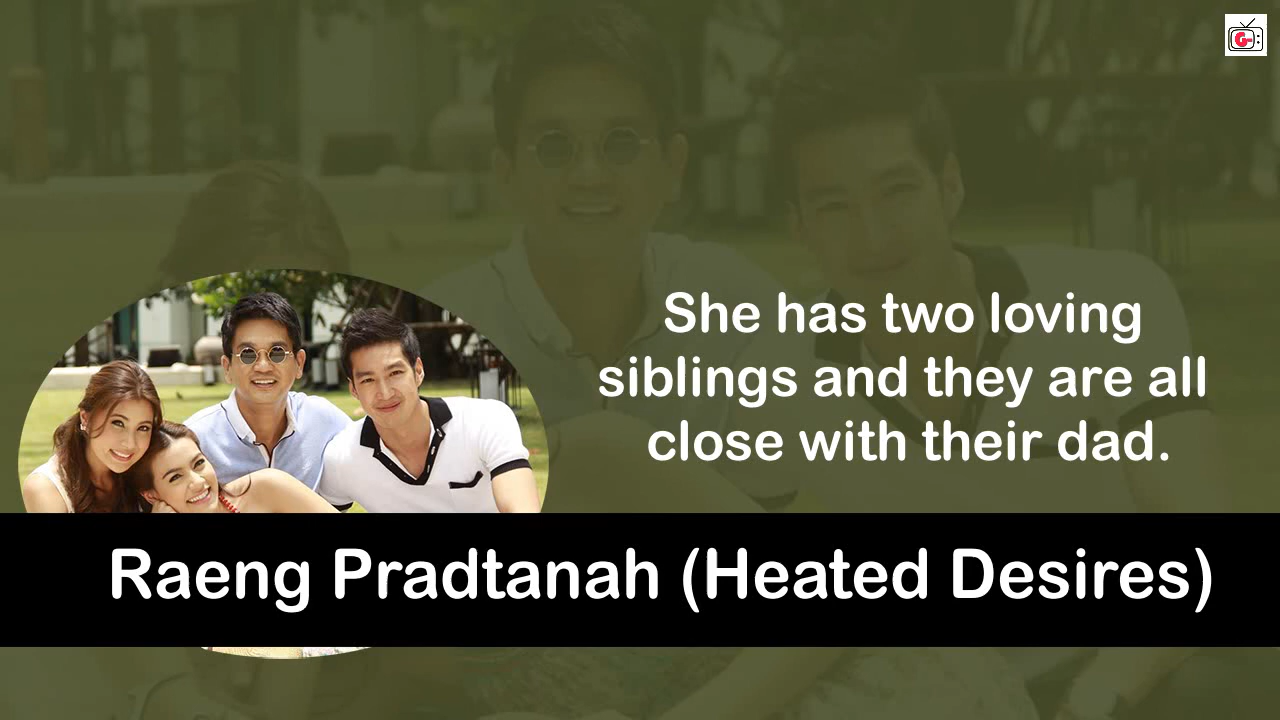 She has two loving
siblings and they are all
close with their dad.
Raeng Pradtanah (Heated Desires)